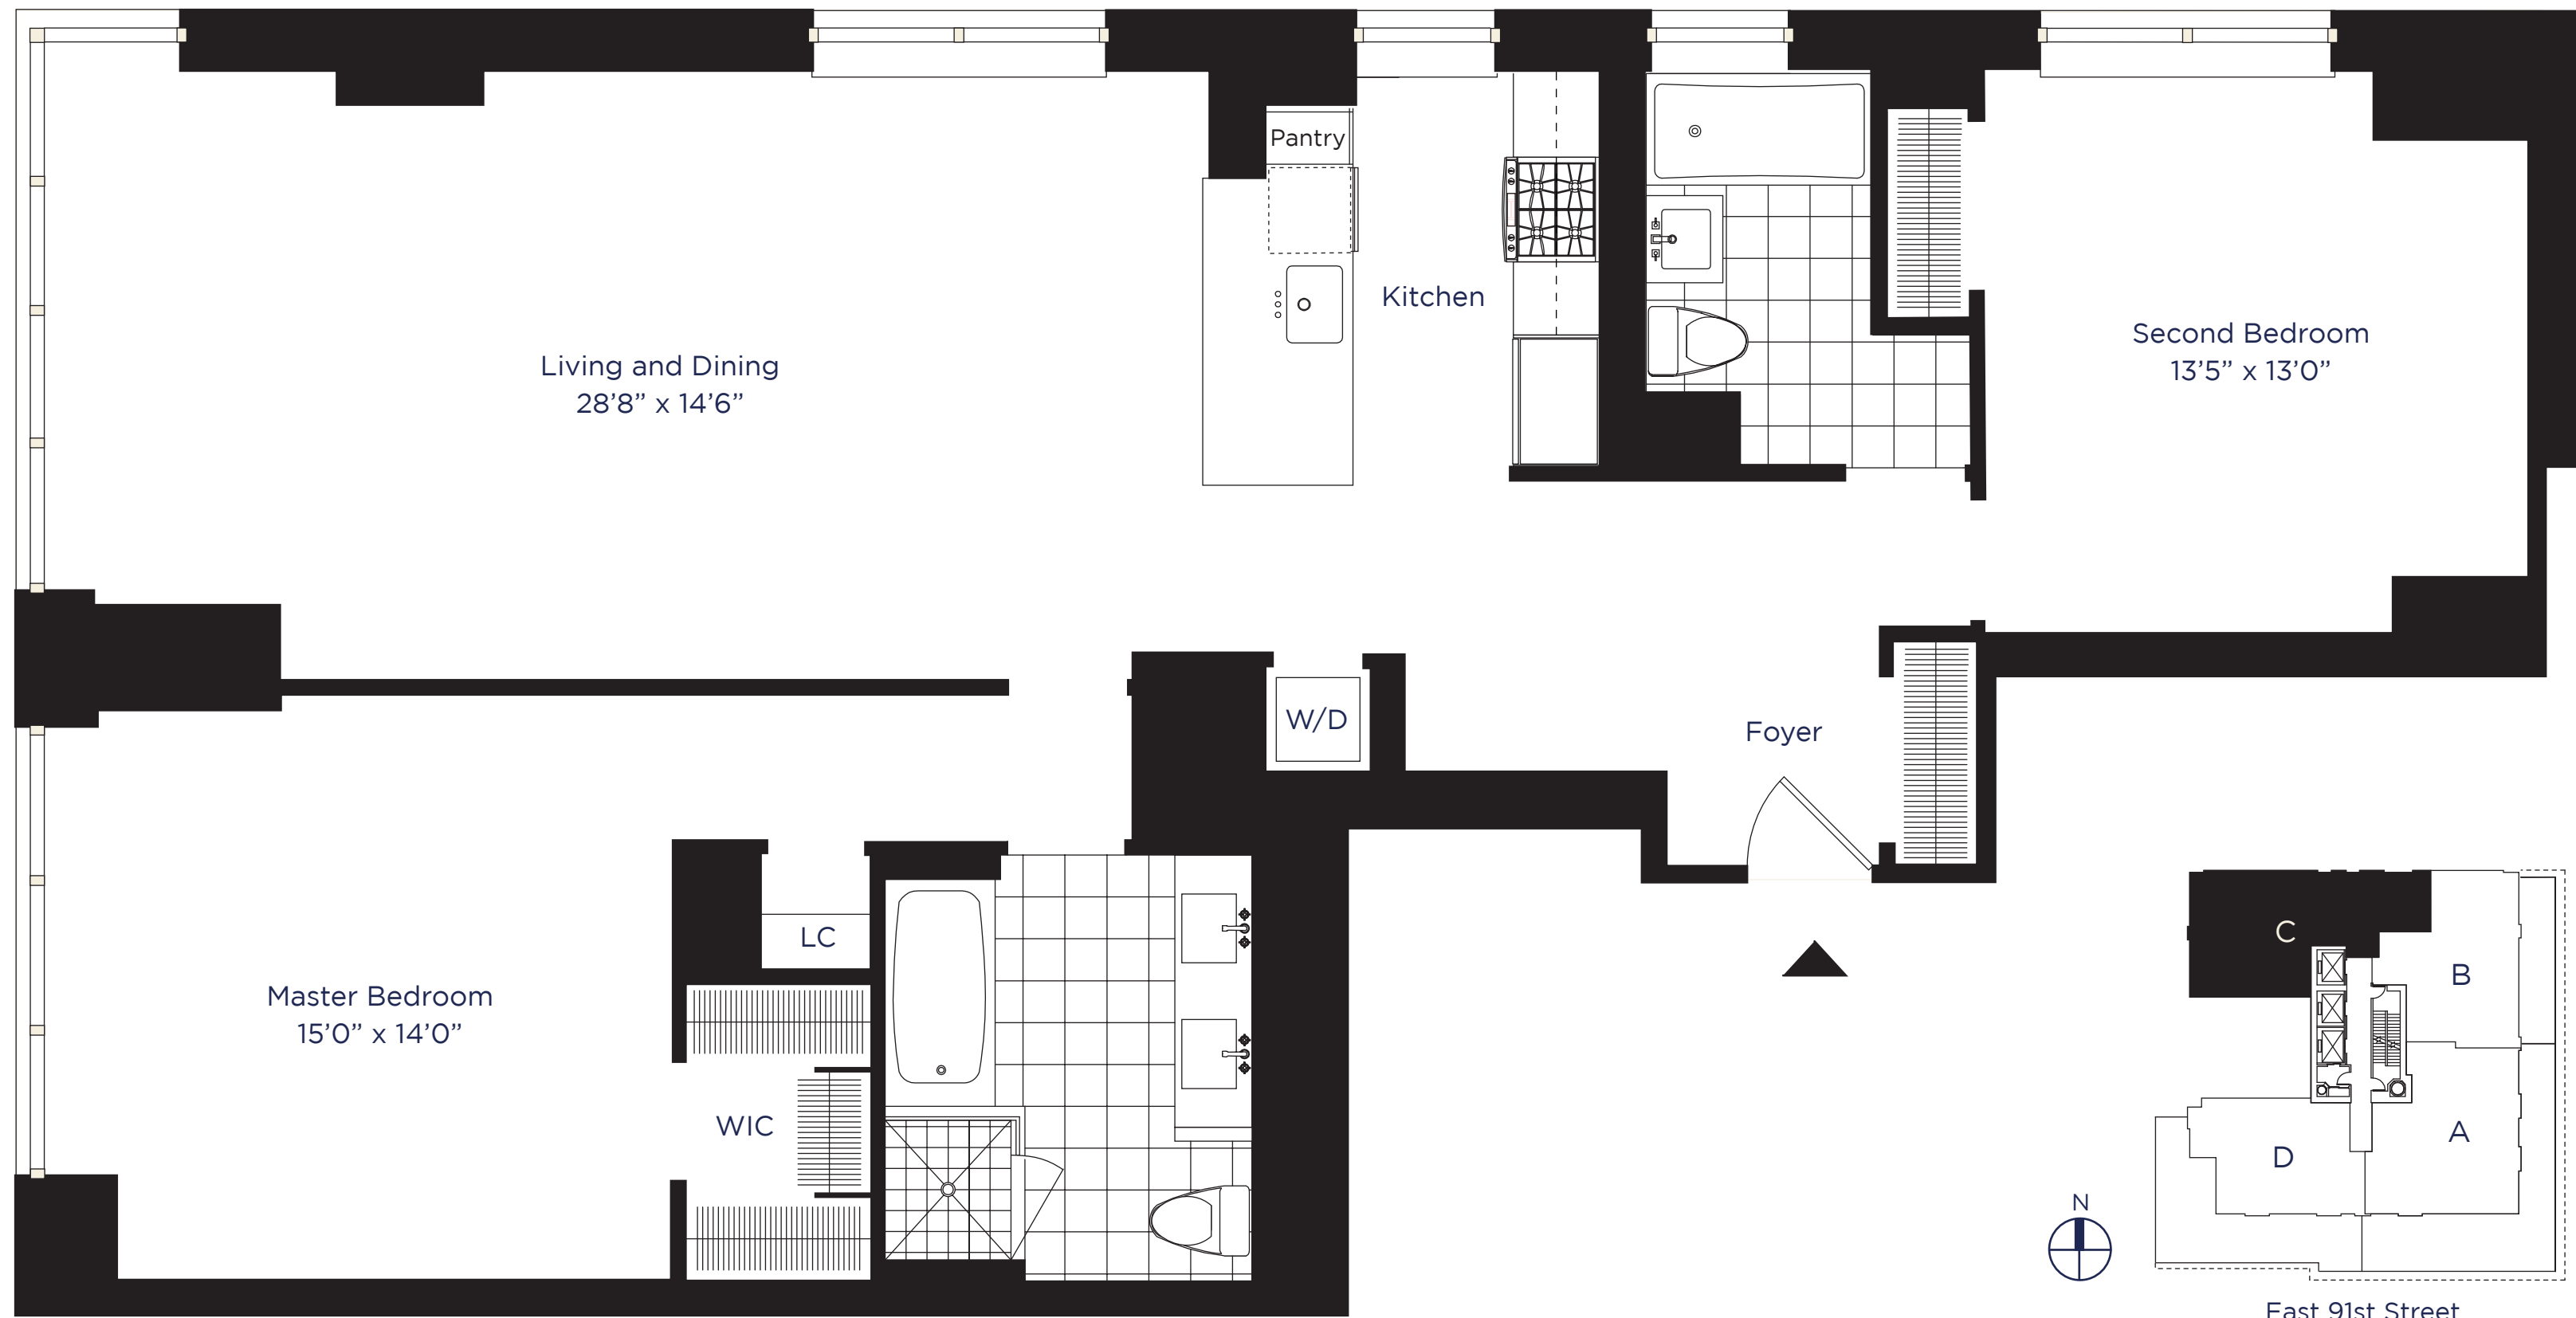 Pantry
Kitchen
Living and Dining
28’8” x 14’6”
Second Bedroom
13’5” x 13’0”
W/D
Foyer
LC
Master Bedroom
15’0” x 14’0”
WIC
C
B
A
D
N
East 91st Street